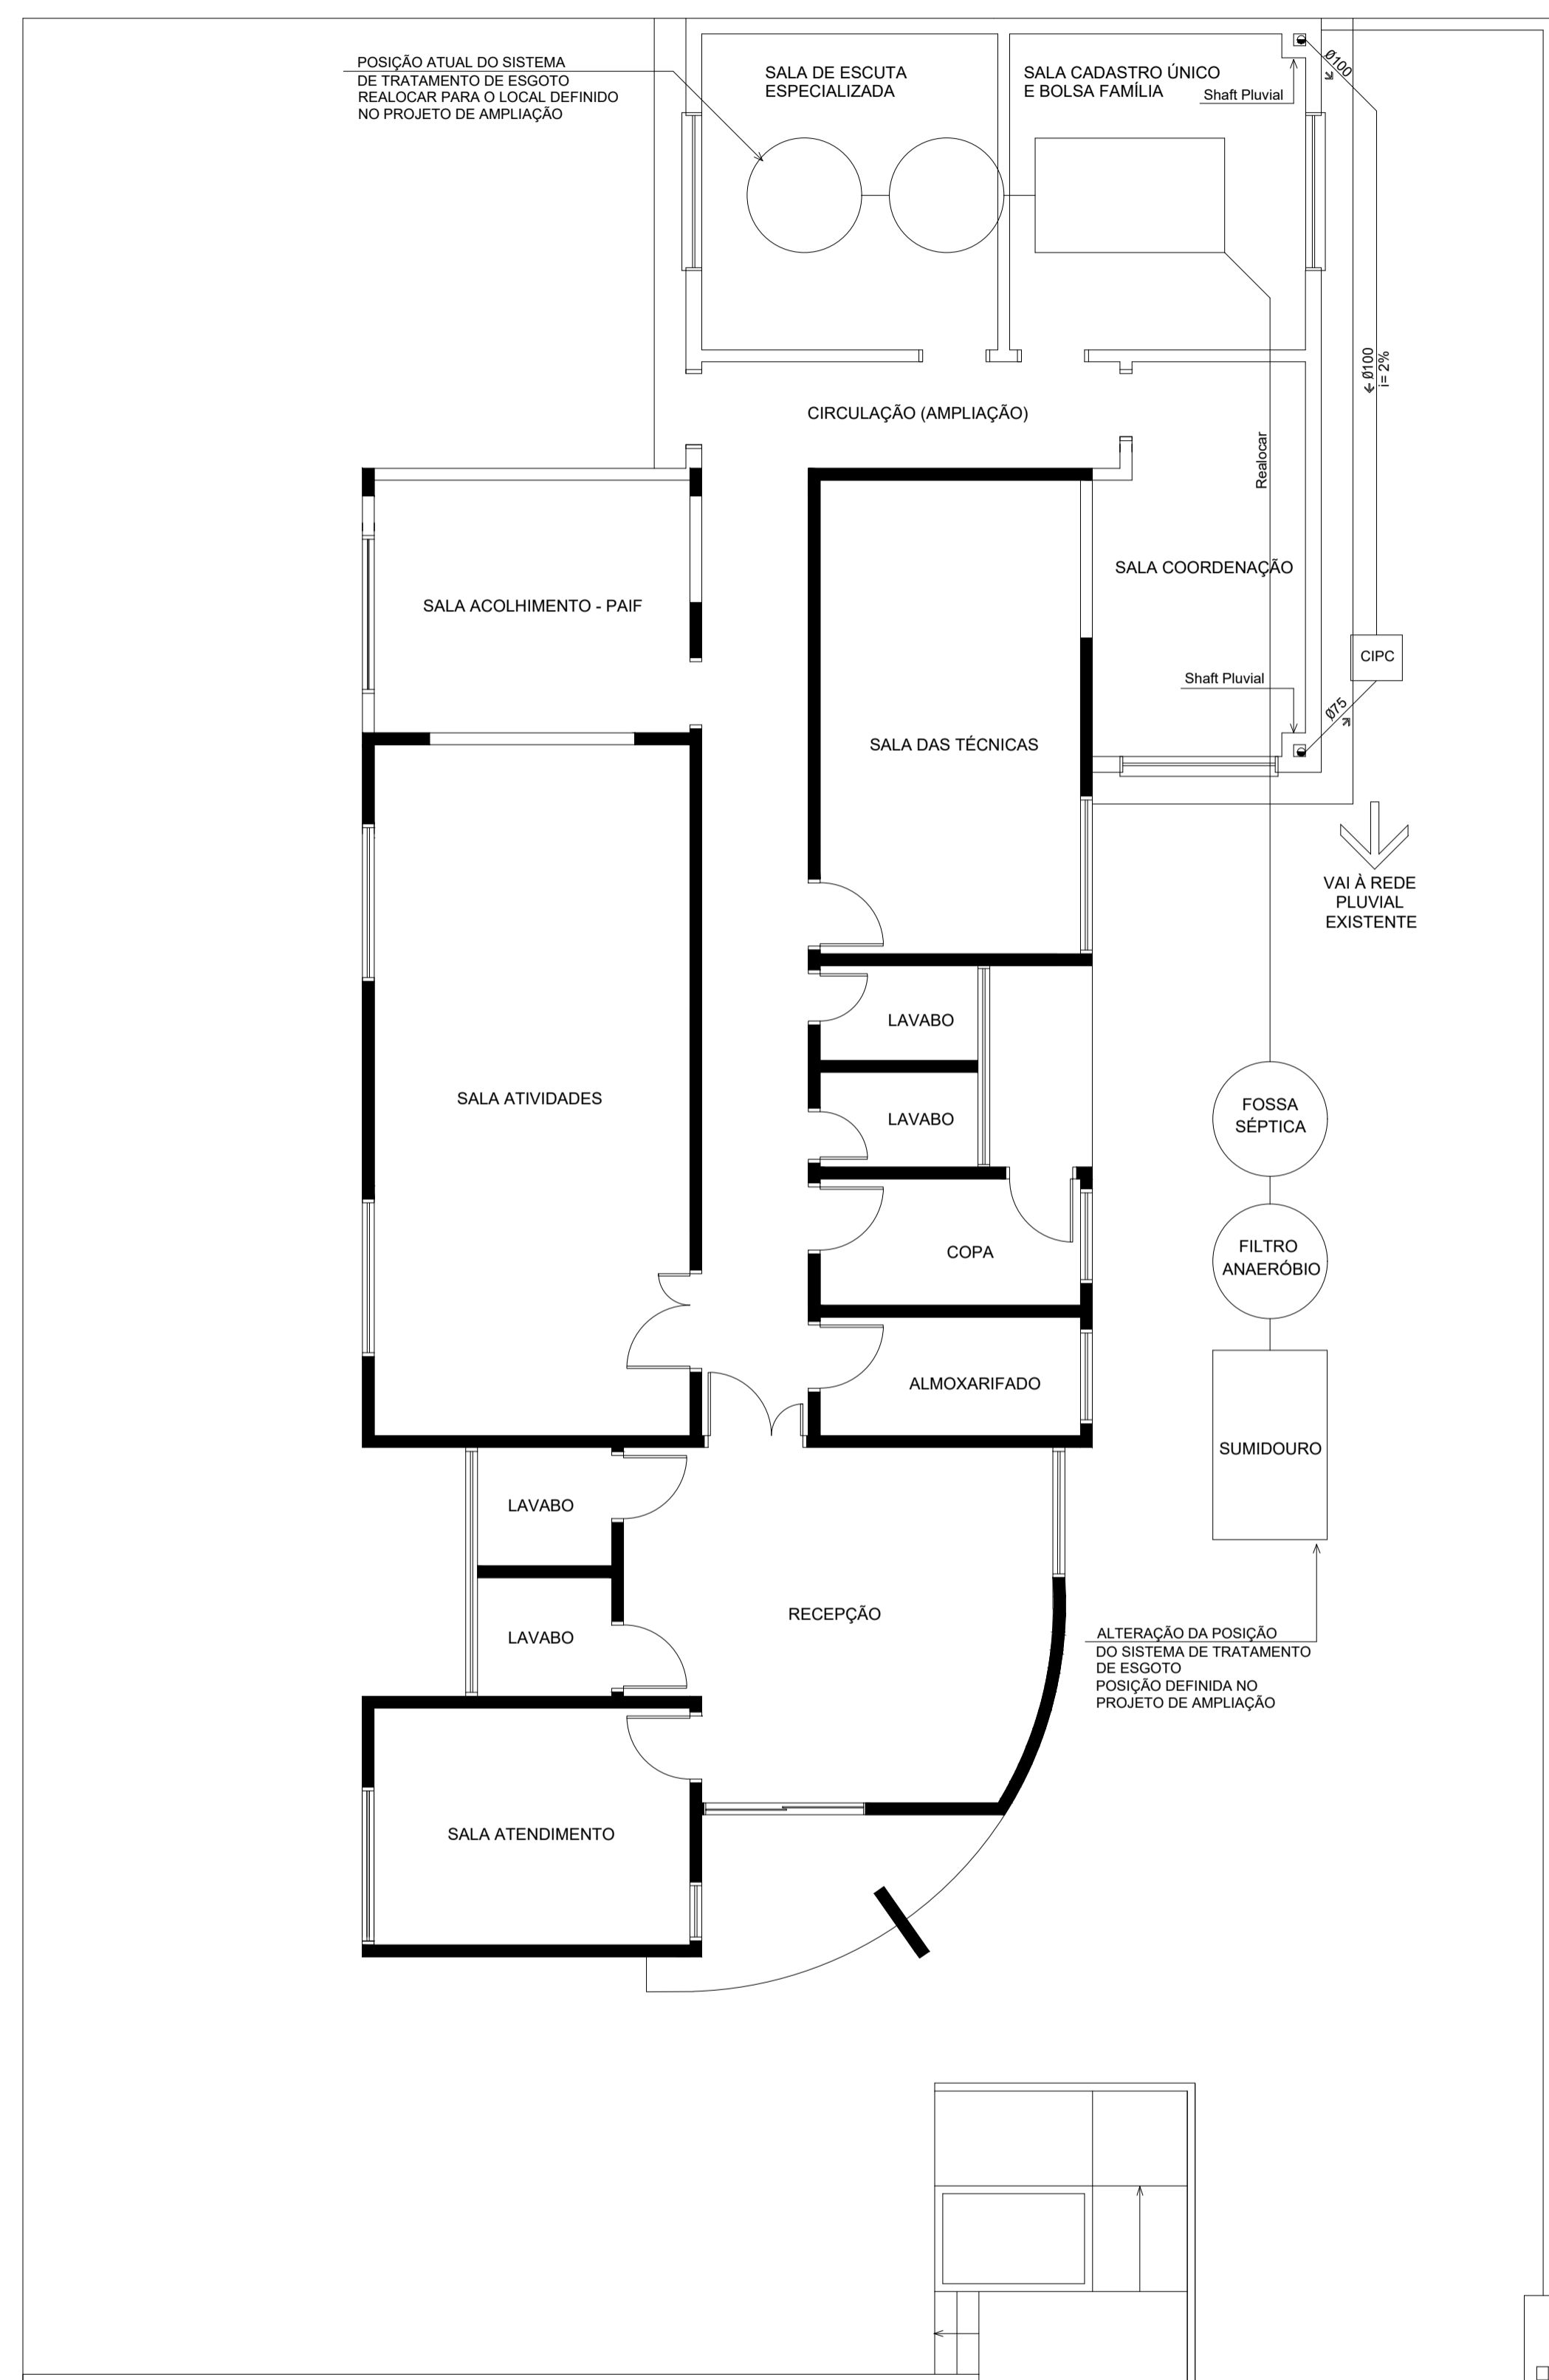 POSIÇÃO ATUAL DO SISTEMA
DE TRATAMENTO DE ESGOTO
REALOCAR PARA O LOCAL DEFINIDO
NO PROJETO DE AMPLIAÇÃO
SALA DE ESCUTA
ESPECIALIZADA
SALA CADASTRO ÚNICO
E BOLSA FAMÍLIA
Shaft Pluvial
Ø100
Ø100
i= 2%
CIRCULAÇÃO (AMPLIAÇÃO)
Realocar
SALA COORDENAÇÃO
SALA ACOLHIMENTO - PAIF
CIPC
Shaft Pluvial
Ø75
SALA DAS TÉCNICAS
VAI À REDE
PLUVIAL
EXISTENTE
LAVABO
SALA ATIVIDADES
LAVABO
FOSSA
SÉPTICA
COPA
FILTRO
ANAERÓBIO
ALMOXARIFADO
SUMIDOURO
LAVABO
RECEPÇÃO
LAVABO
ALTERAÇÃO DA POSIÇÃO
DO SISTEMA DE TRATAMENTO
DE ESGOTO
POSIÇÃO DEFINIDA NO
PROJETO DE AMPLIAÇÃO
SALA ATENDIMENTO